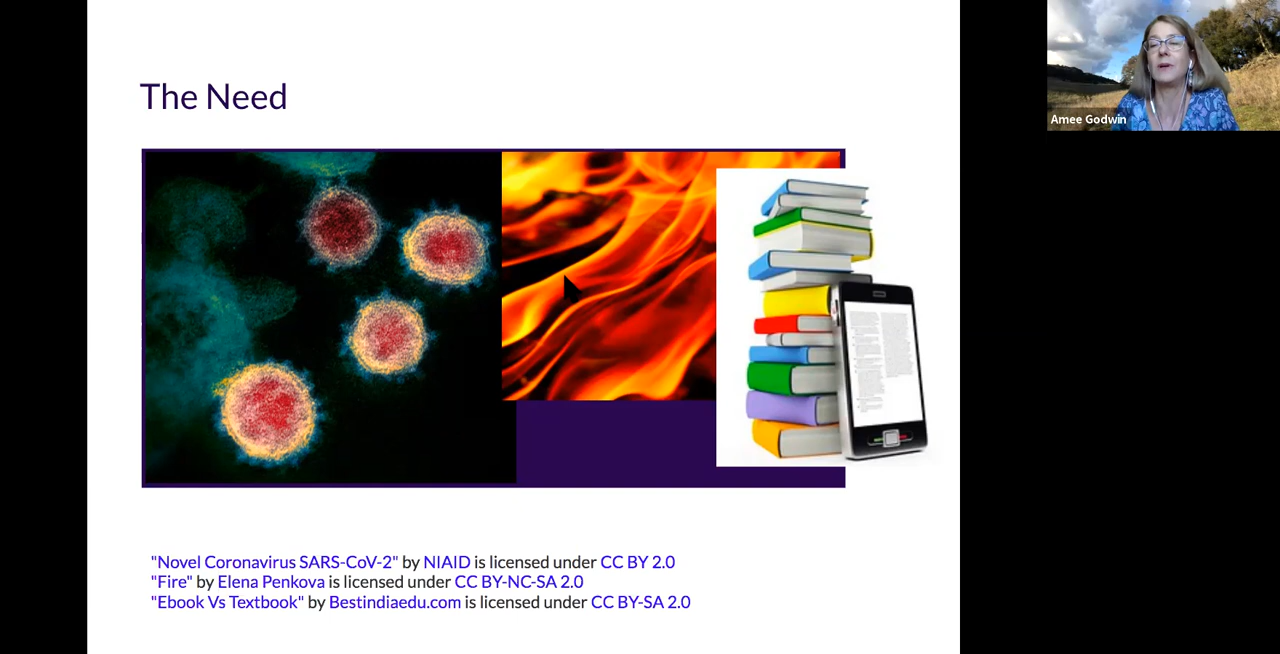 The Need
Amee Godwin
"Novel Coronavirus SARS-CoV-2" by NIAID is licensed under CC BY 2.0
"Fire" by Elena Penkova is licensed under CC BY-NC-SA 2.0
"Ebook Vs Textbook" by Bestindiaedu.com is licensed under CC BY-SA 2.0